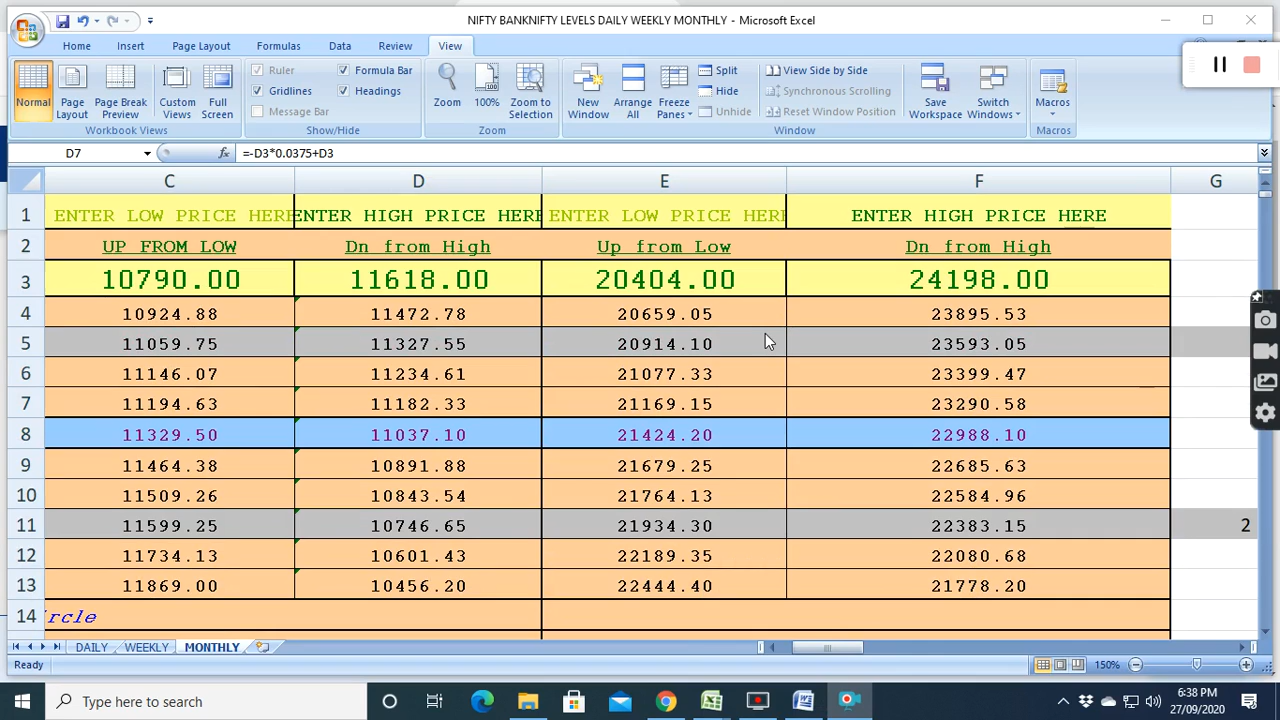 NIFTY BANKNIFTY LEVELS DAILY WEEKLY MONTHLY - Microsoft Excel
Home Insert Page Layout Formulas Data Review View
Normal Page Layout Page Break Preview Custom Views Full Screen
Workbook Views
Ruler Formula Bar
Gridlines Headings
Message Bar
Show/Hide
Zoom 100% Zoom to Selection
Zoom
New Window Arrange All Freeze Panes
Split
Hide
Unhide
View Side by Side
Synchronous Scrolling
Reset Window Position
Save Workspace Switch Windows
Window
Macros
Macros
D7 fx =-D3*0.0375+D3
C D E F G
1 ENTER LOW PRICE HERE ENTER HIGH PRICE HERE ENTER LOW PRICE HERE ENTER HIGH PRICE HERE
2 UP FROM LOW Dn from High Up from Low Dn from High
3 10790.00 11618.00 20404.00 24198.00
4 10924.88 11472.78 20659.05 23895.53
5 11059.75 11327.55 20914.10 23593.05
6 11146.07 11234.61 21077.33 23399.47
7 11194.63 11182.33 21169.15 23290.58
8 11329.50 11037.10 21424.20 22988.10
9 11464.38 10891.88 21679.25 22685.63
10 11509.26 10843.54 21764.13 22584.96
11 11599.25 10746.65 21934.30 22383.15 2
12 11734.13 10601.43 22189.35 22080.68
13 11869.00 10456.20 22444.40 21778.20
14 ircle
DAILY WEEKLY MONTHLY
Ready 150%
Type here to search
6:38 PM
27/09/2020